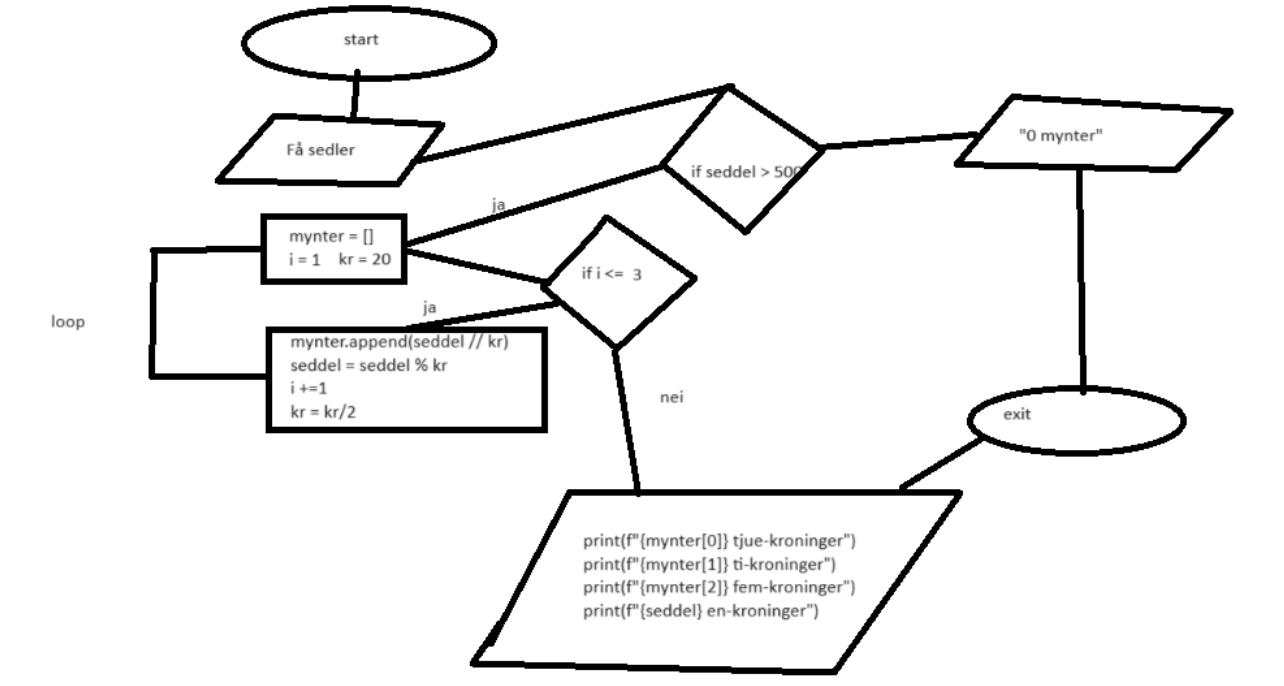 start
Få sedler
if seddel > 500
"0 mynter"
ja
mynter = []
i = 1 kr = 20
if i <= 3
ja
loop
mynter.append(seddel // kr)
seddel = seddel % kr
i +=1
kr = kr/2
nei
exit
print(f"{mynter[0]} tjue-kroninger")
print(f"{mynter[1]} ti-kroninger")
print(f"{mynter[2]} fem-kroninger")
print(f"{seddel} en-kroninger")